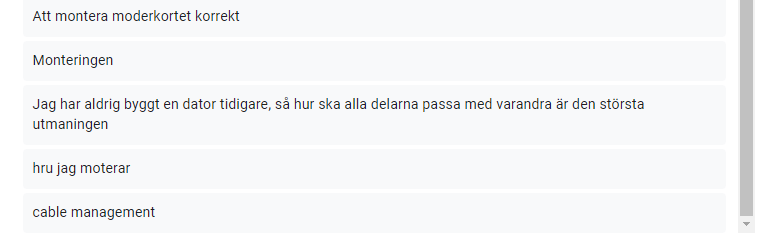 Att montera moderkortet korrekt
Monteringen
Jag har aldrig byggt en dator tidigare, så hur ska alla delarna passa med varandra är den största
utmaningen
hru jag moterar
cable management